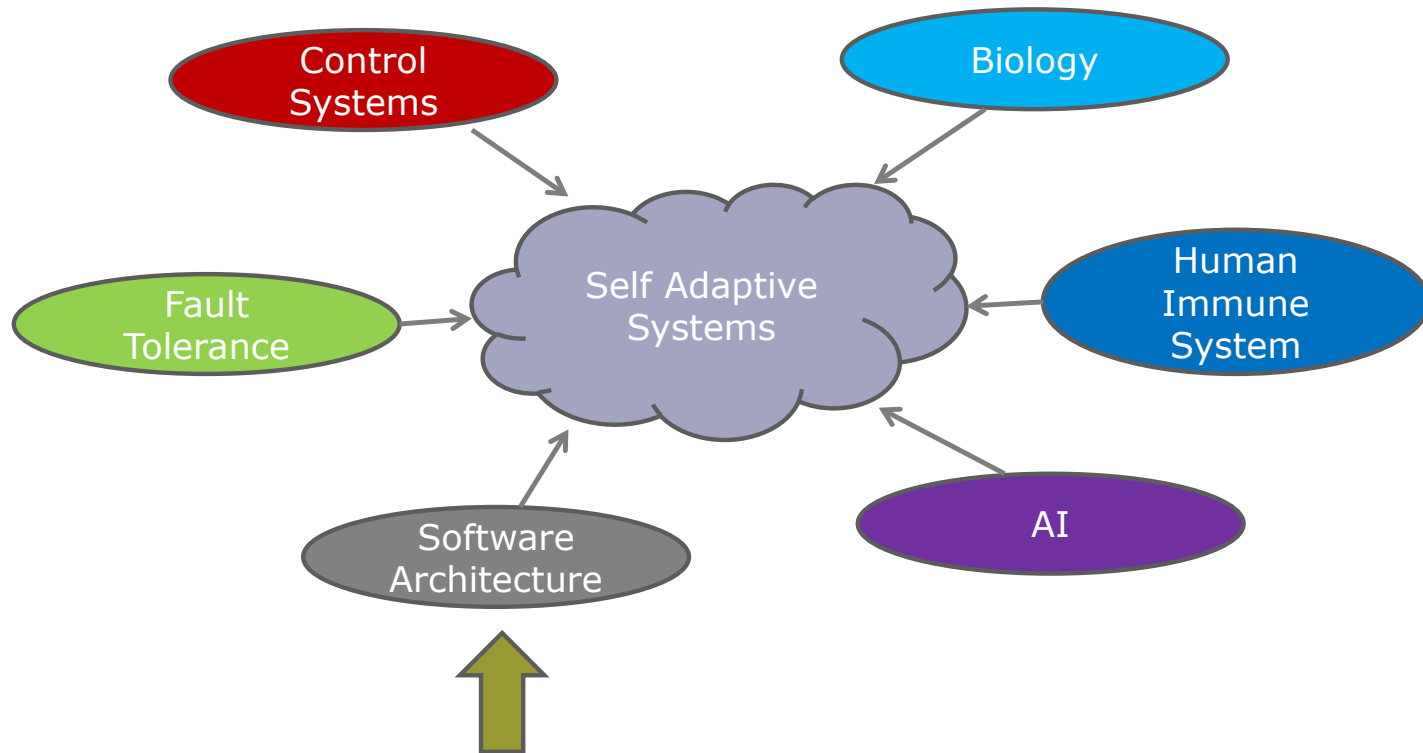 Control
Systems
Biology
Self Adaptive
Systems
Human
Immune
System
Fault
Tolerance
Software
Architecture
AI